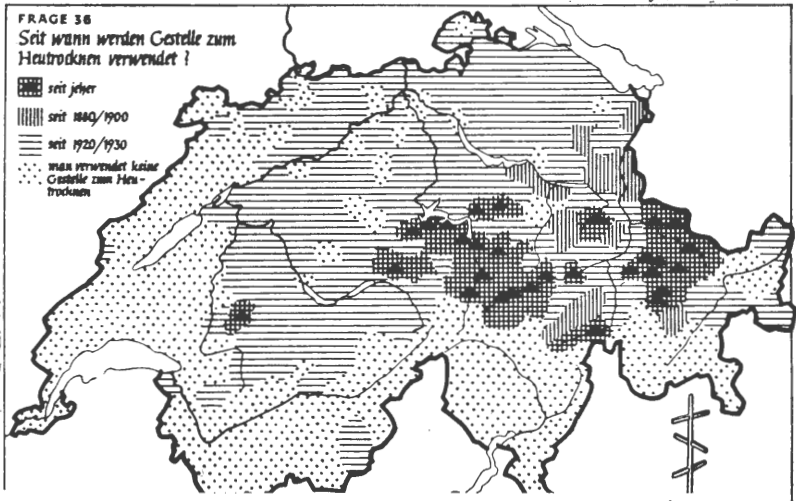 FRAGE 36
Seit wann werden Gestelle zum
Heutrocknen verwendet ?
seit jeher
seit 1880/1900
seit 1920/1930
man verwendet keine
Gestelle zum Heu-
trocknen